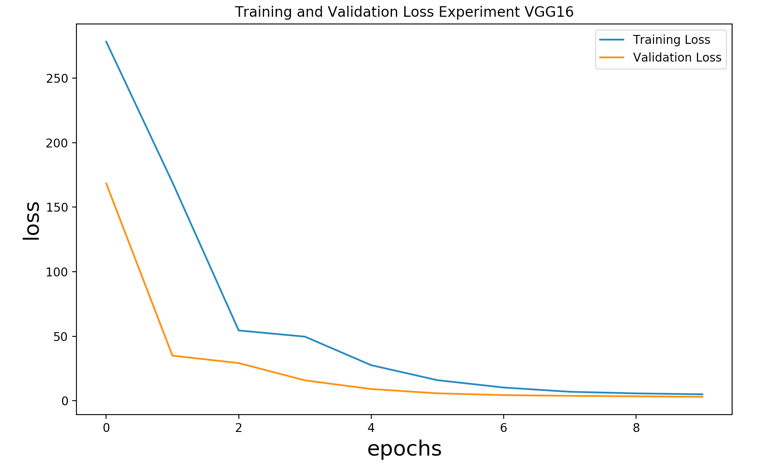 Training and Validation Loss Experiment VGG16
Training Loss
Validation Loss
250
200
150
100
50
0
loss
0 2 4 6 8
epochs